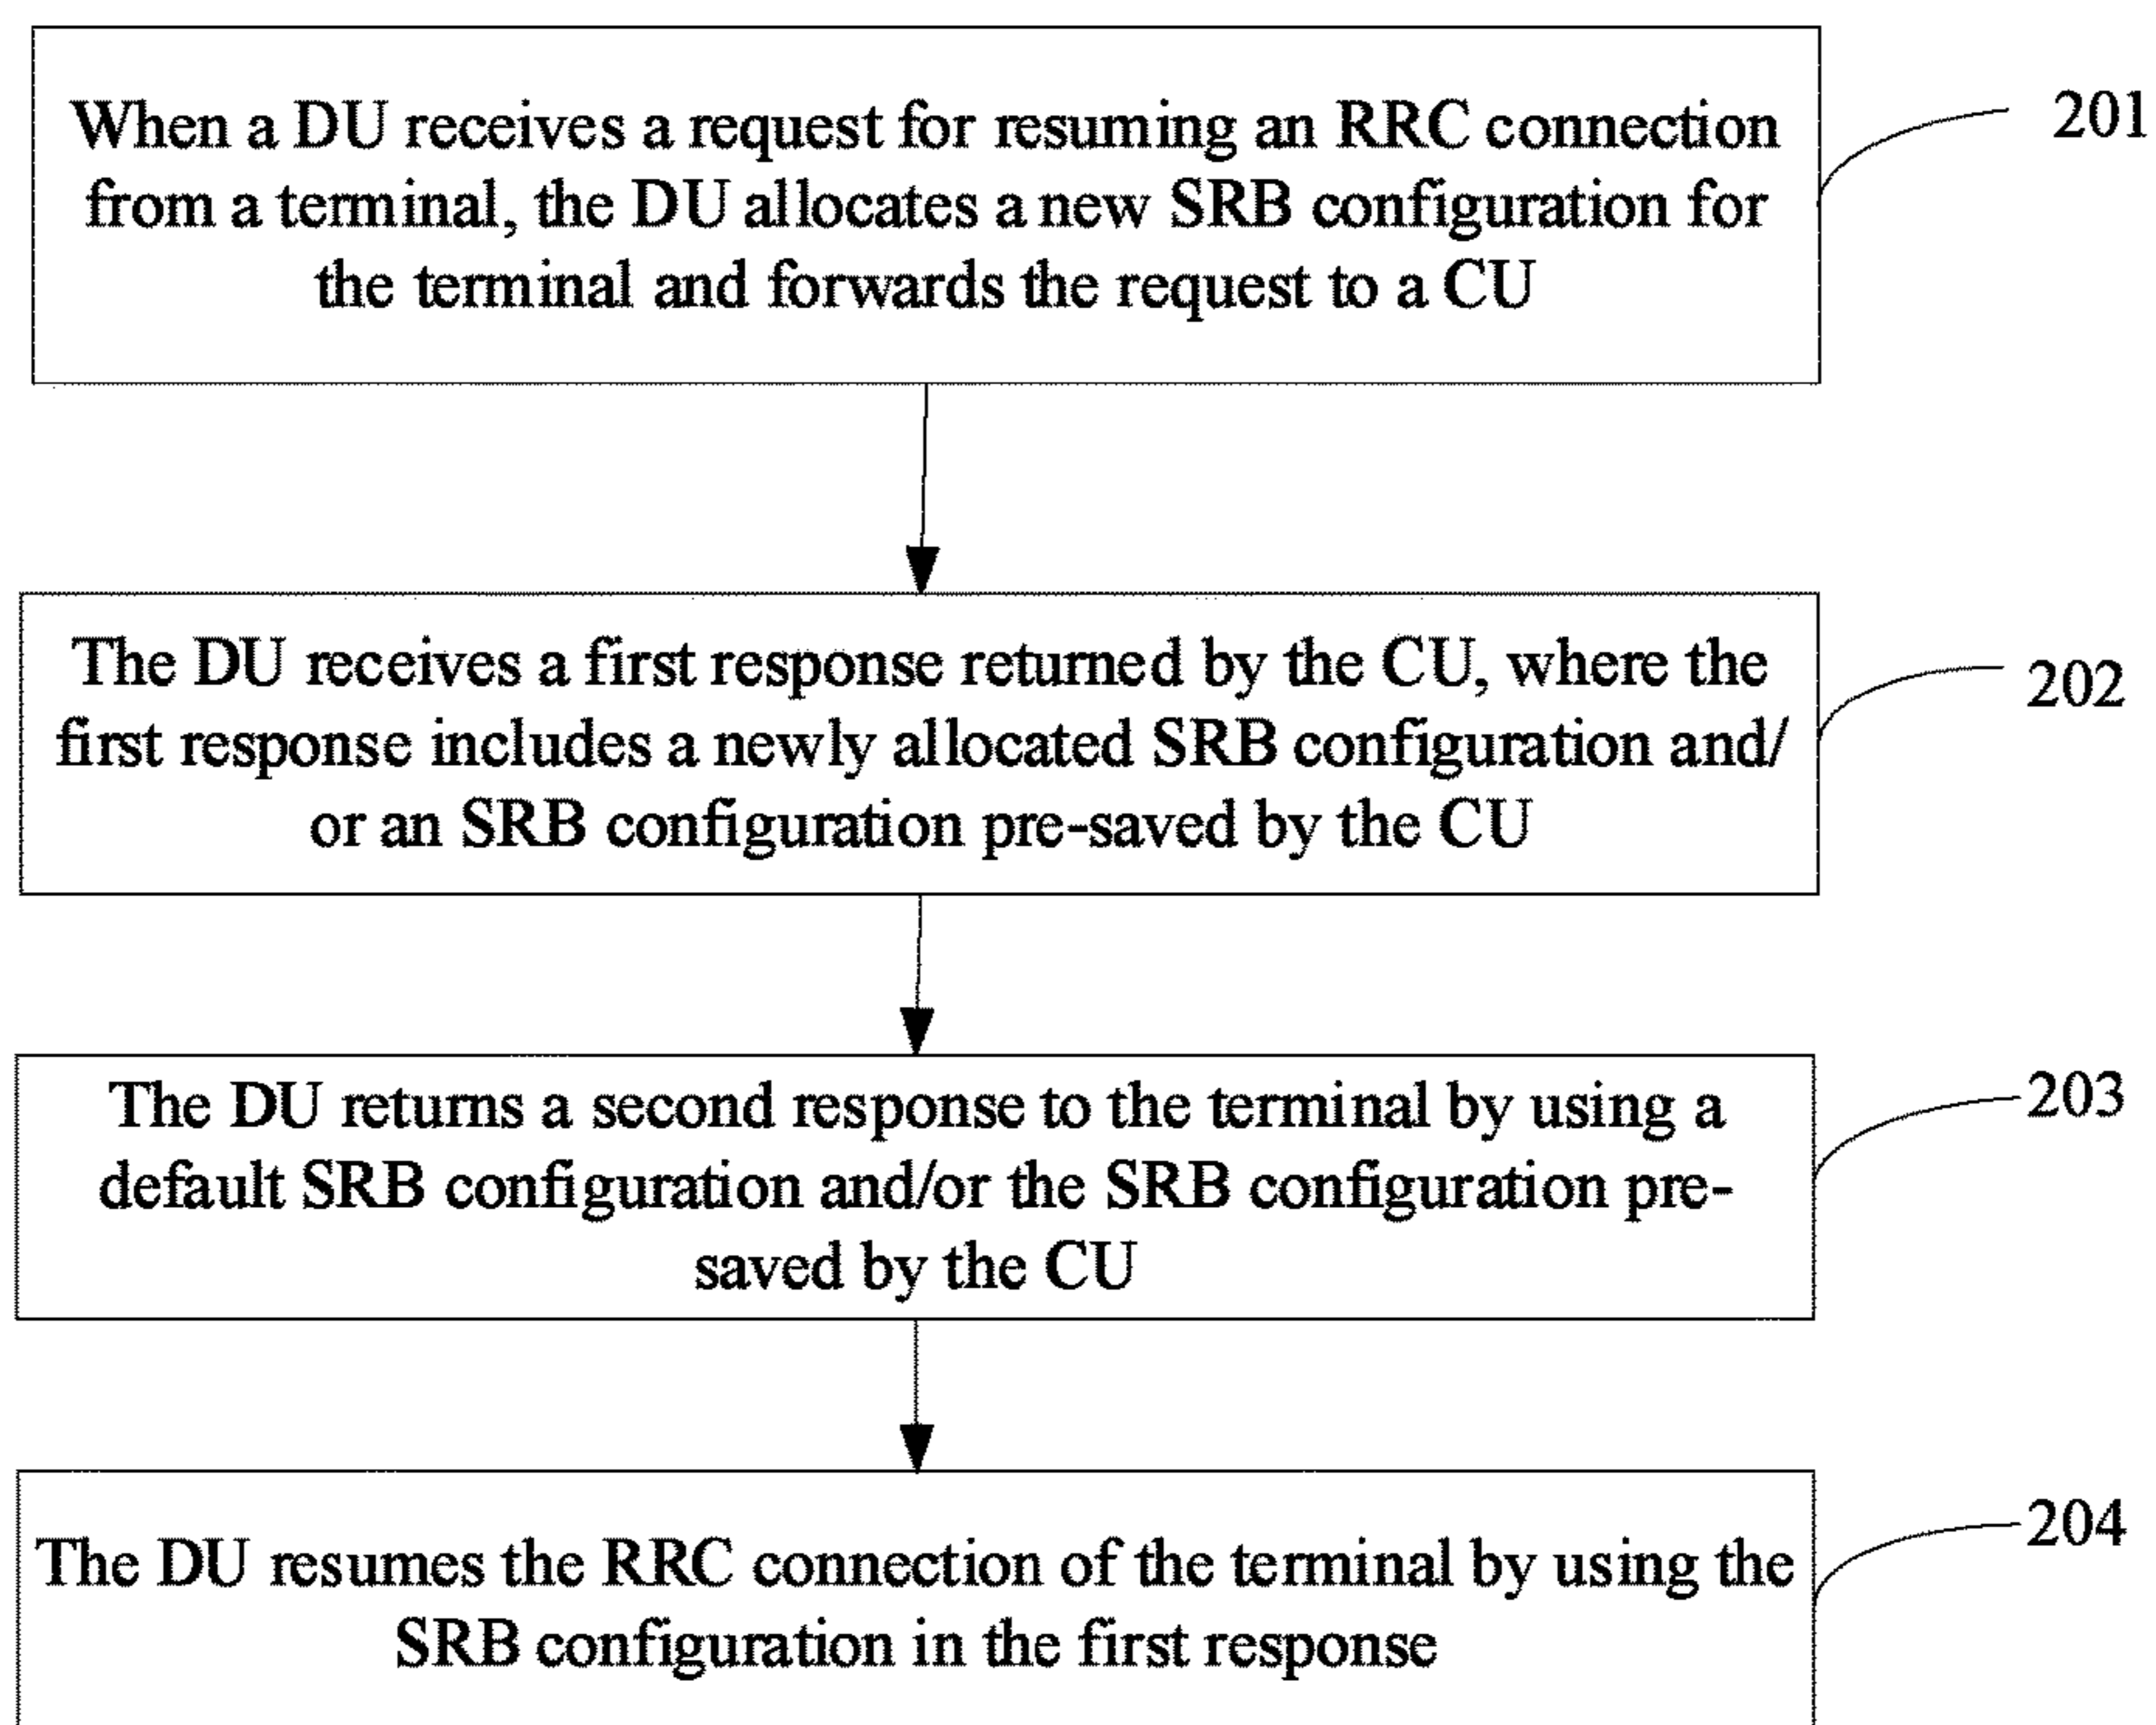 When a DU receives a request for resuming an RRC connection
from a terminal, the DU allocates a new SRB configuration for
the terminal and forwards the request to a CU
201
The DU receives a first response returned by the CU, where the
first response includes a newly allocated SRB configuration and/
or an SRB configuration pre-saved by the CU
202
The DU returns a second response to the terminal by using a
default SRB configuration and/or the SRB configuration pre-
saved by the CU
203
The DU resumes the RRC connection of the terminal by using the
SRB configuration in the first response
204